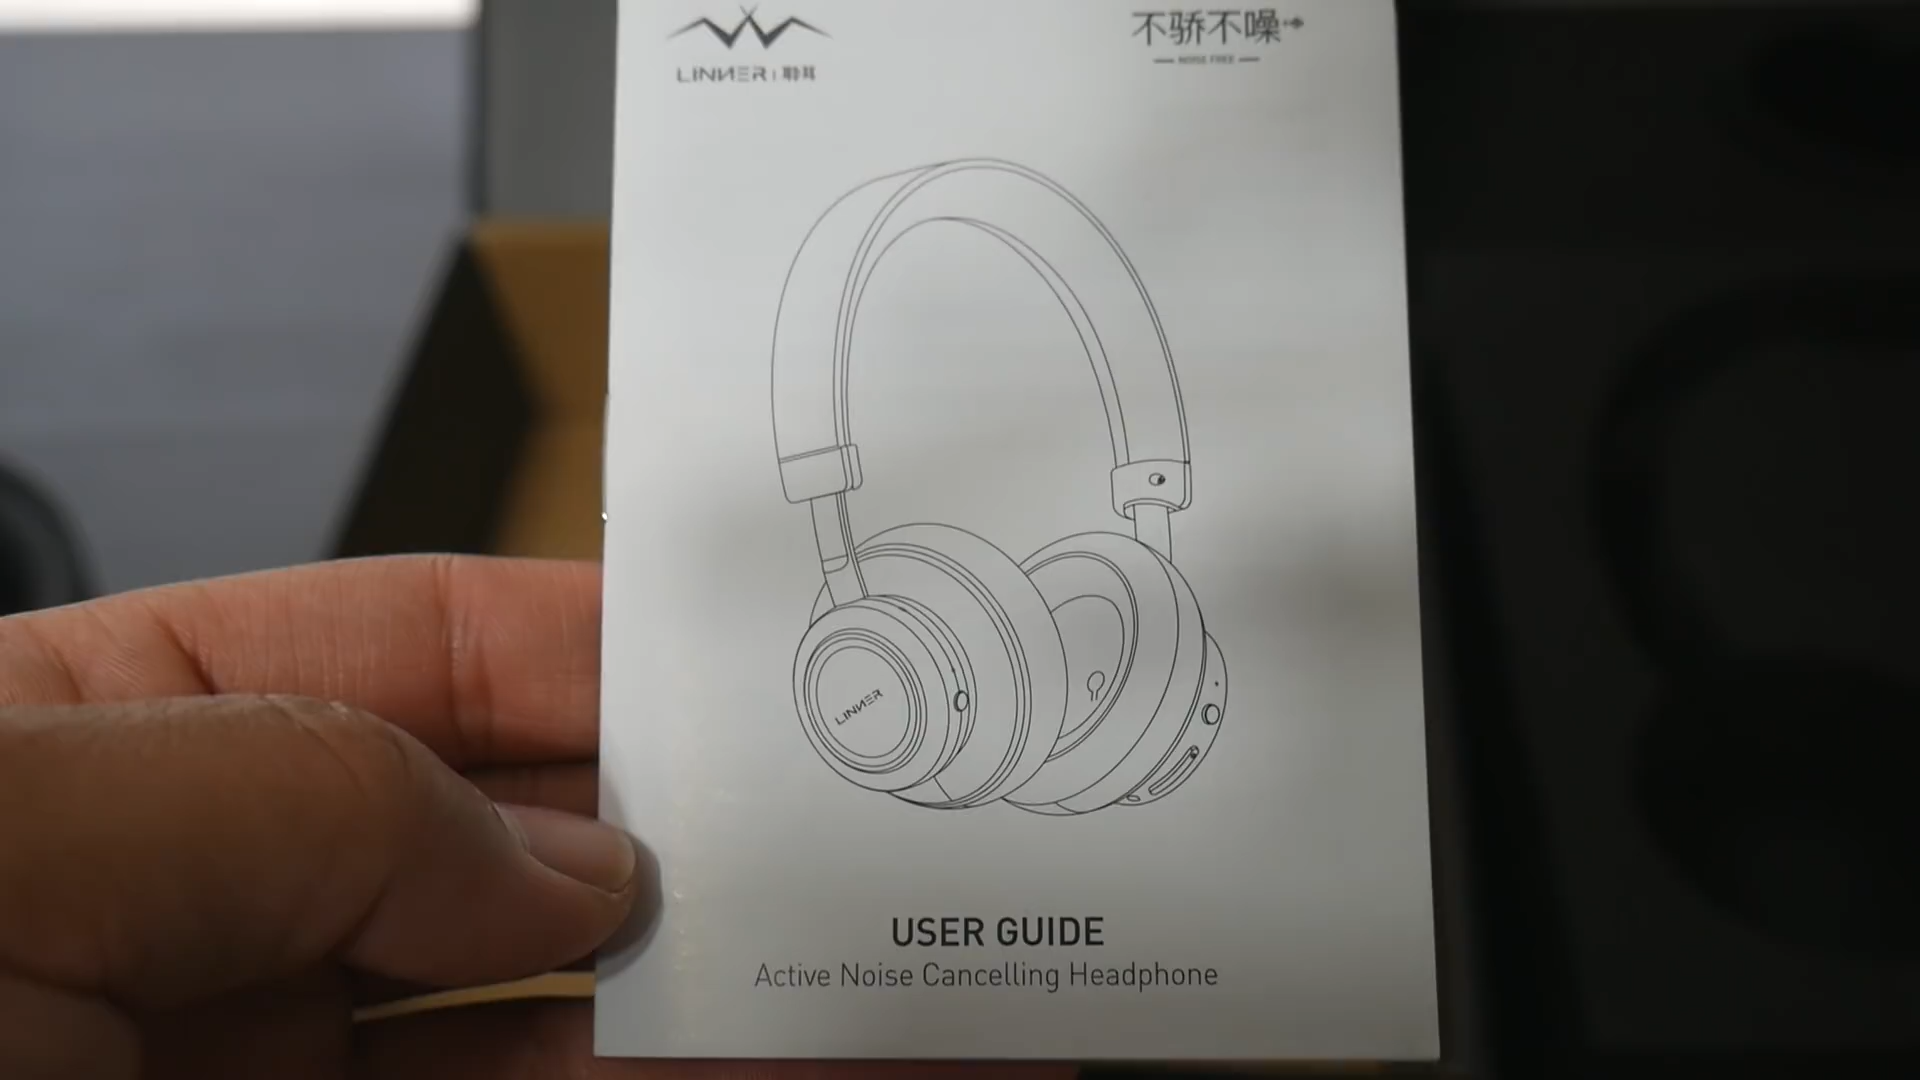 LINNER | 聆耳
不骄不噪
NOISE FREE
LINNER
USER GUIDE
Active Noise Cancelling Headphone